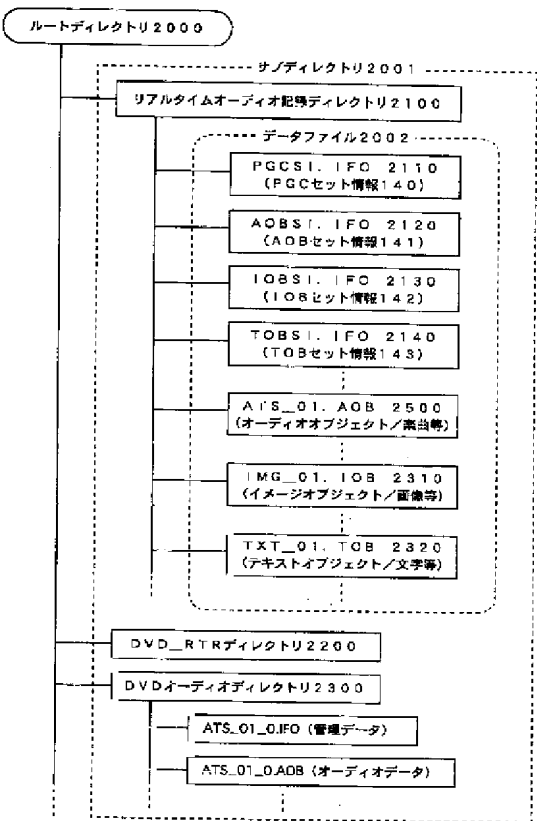 ルートディレクトリ2000
サブディレクトリ2001
リアルタイムオーディオ記録ディレクトリ2100
データファイル2002
PGCSI. IFO 2110
(PGCセット情報140)
AOBSI. IFO 2120
(AOBセット情報141)
IOBSI. IFO 2130
(IOBセット情報142)
TOBSI. IFO 2140
(TOBセット情報143)
ATS_01. AOB 2500
(オーディオオブジェクト/楽曲等)
IMG_01. IOB 2310
(イメージオブジェクト/画像等)
TXT_01. TOB 2320
(テキストオブジェクト/文字等)
DVD_RTRディレクトリ2200
DVDオーディオディレクトリ2300
ATS_01_0.IFO (管理データ)
ATS_01_0.AOB (オーディオデータ)